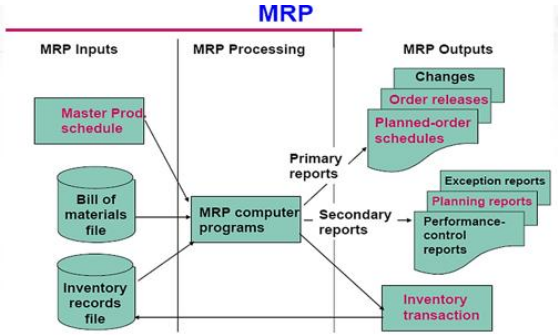 MRP
MRP Inputs
MRP Processing
MRP Outputs
Master Prod.
schedule
Bill of
materials
file
Inventory
records
file
MRP computer
programs
Primary
reports
Secondary
reports
Changes
Order releases
Planned-order
schedules
Exception reports
Planning reports
Performance-
control
reports
Inventory
transaction